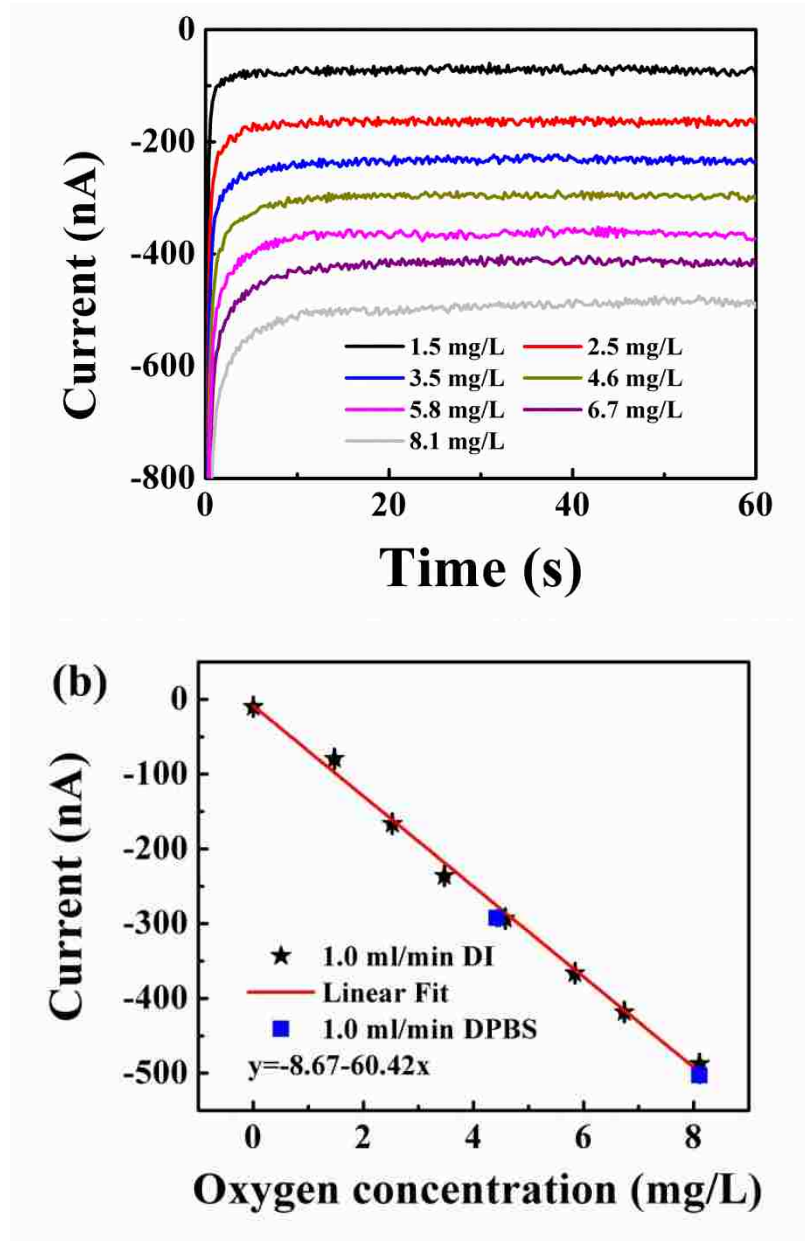 0
-200
-400
-600
-800
Current (nA)
1.5 mg/L 2.5 mg/L
3.5 mg/L 4.6 mg/L
5.8 mg/L 6.7 mg/L
8.1 mg/L
0 20 40 60
Time (s)
(b)
0
-100
-200
-300
-400
-500
Current (nA)
1.0 ml/min DI
Linear Fit
1.0 ml/min DPBS
y=-8.67-60.42x
0 2 4 6 8
Oxygen concentration (mg/L)